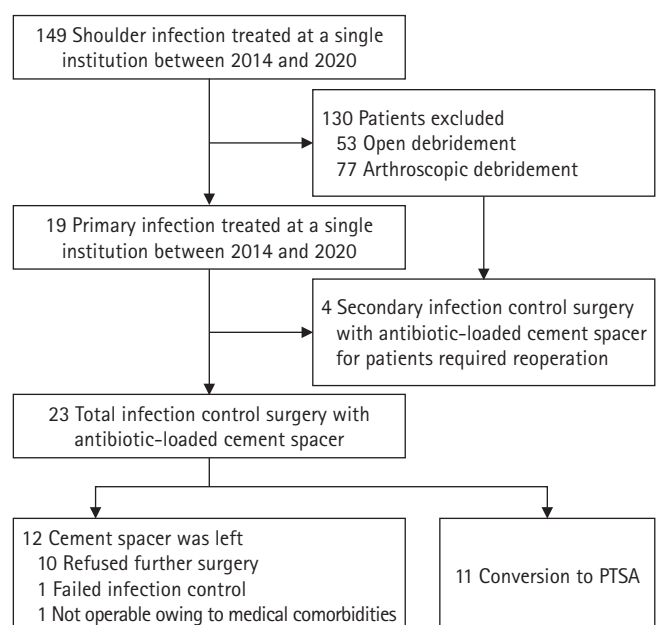 149 Shoulder infection treated at a single
institution between 2014 and 2020
130 Patients excluded
53 Open debridement
77 Arthroscopic debridement
19 Primary infection treated at a single
institution between 2014 and 2020
4 Secondary infection control surgery
with antibiotic-loaded cement spacer
for patients required reoperation
23 Total infection control surgery with
antibiotic-loaded cement spacer
12 Cement spacer was left
10 Refused further surgery
1 Failed infection control
1 Not operable owing to medical comorbidities
11 Conversion to PTSA